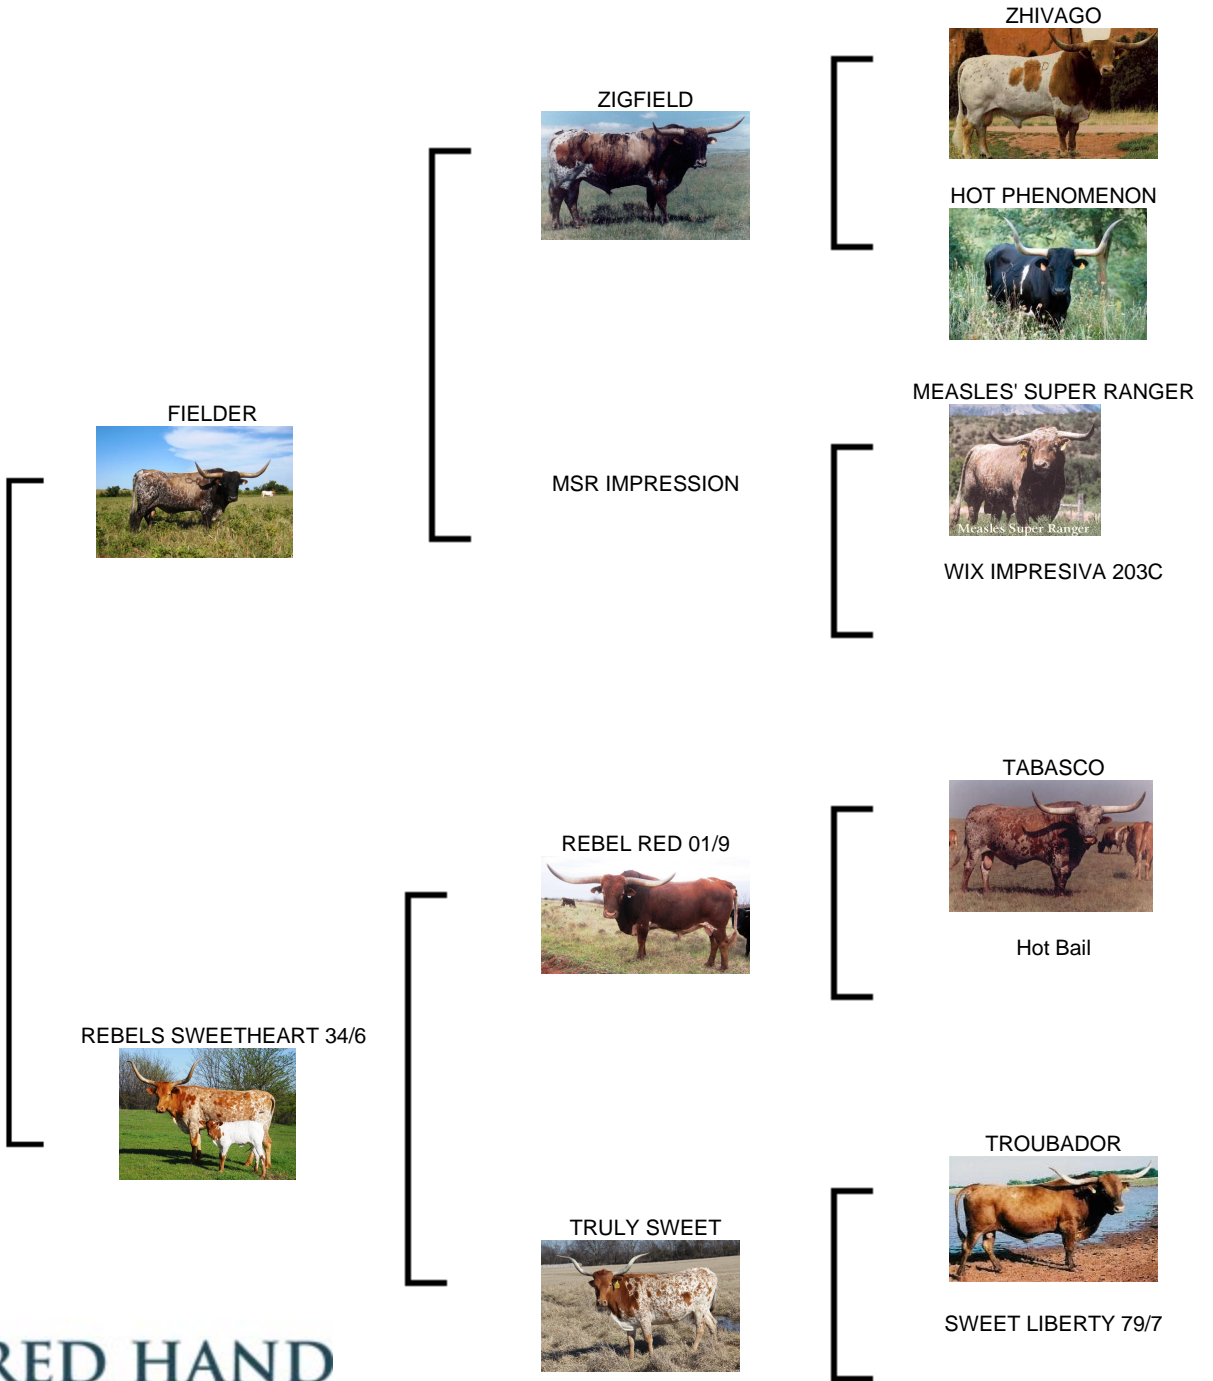 ZHIVAGO
ZIGFIELD
HOT PHENOMENON
MEASLES' SUPER RANGER
FIELDER
MSR IMPRESSION
Measles Super Ranger
WIX IMPRESIVA 203C
TABASCO
REBEL RED 01/9
Hot Bail
REBELS SWEETHEART 34/6
TROUBADOR
TRULY SWEET
SWEET LIBERTY 79/7
RED HAND